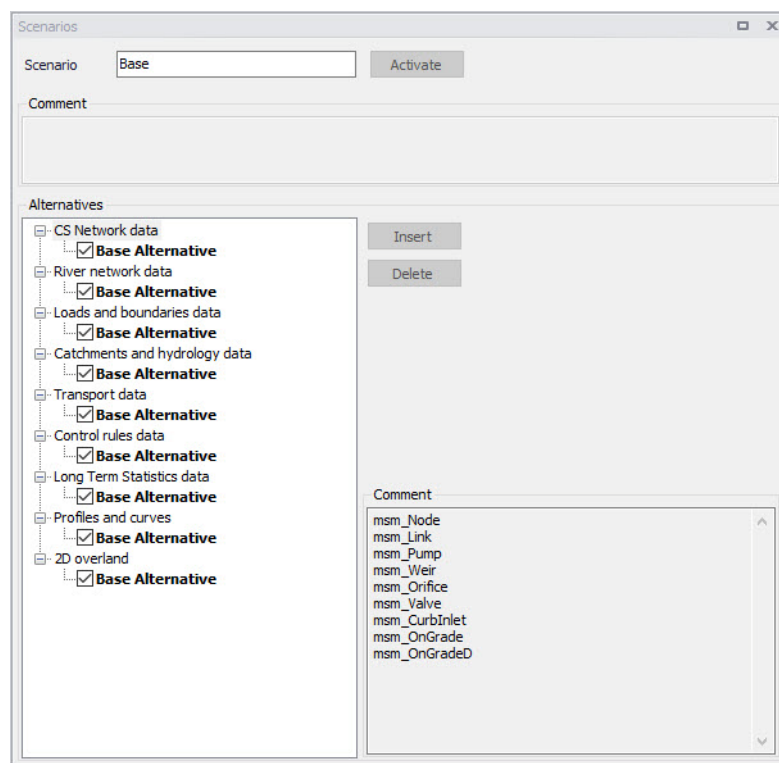 Scenarios
Scenario Base Activate
Comment
Alternatives
CS Network data
Base Alternative
River network data
Base Alternative
Loads and boundaries data
Base Alternative
Catchments and hydrology data
Base Alternative
Transport data
Base Alternative
Control rules data
Base Alternative
Long Term Statistics data
Base Alternative
Profiles and curves
Base Alternative
2D overland
Base Alternative
Insert
Delete
Comment
msm_Node
msm_Link
msm_Pump
msm_Weir
msm_Orifice
msm_Valve
msm_CurbInlet
msm_OnGrade
msm_OnGradeD